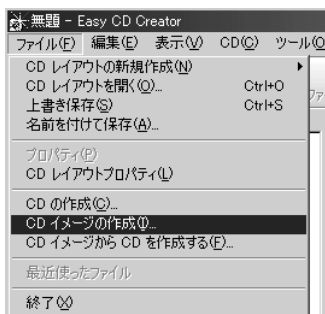 無題 - Easy CD Creator
ファイル(F) 編集(E) 表示(V) CD(C) ツール(O
CD レイアウトの新規作成(N)
CD レイアウトを開く(O)... Ctrl+O
上書き保存(S) Ctrl+S
名前を付けて保存(A)...
プロパティ(P)
CD レイアウトプロパティ(L)
CD の作成(C)...
CD イメージの作成(I)...
CD イメージから CD を作成する(F)...
最近使ったファイル
終了(X)